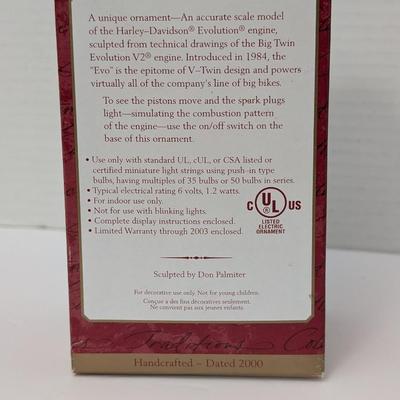 A unique ornament—An accurate scale model
of the Harley–Davidson® Evolution® engine,
sculpted from technical drawings of the Big Twin
Evolution V2® engine. Introduced in 1984, the
"Evo" is the epitome of V–Twin design and powers
virtually all of the company's line of big bikes.
To see the pistons move and the spark plugs
light—simulating the combustion pattern
of the engine—use the on/off switch on the
base of this ornament.
• Use only with standard UL, cUL, or CSA listed or
certified miniature light strings using push–in type
bulbs, having multiples of 35 bulbs or 50 bulbs in series.
• Typical electrical rating 6 volts, 1.2 watts.
• For indoor use only.
• Not for use with blinking lights.
• Complete display instructions enclosed.
• Limited Warranty through 2003 enclosed.
C UL ® US
LISTED
ELECTRIC
ORNAMENT
Sculpted by Don Palmiter
For decorative use only. Not for young children.
Conçue a des fins décoratives seulement.
Ne convient pas aux jeunes enfants.
Traditions
Handcrafted – Dated 2000